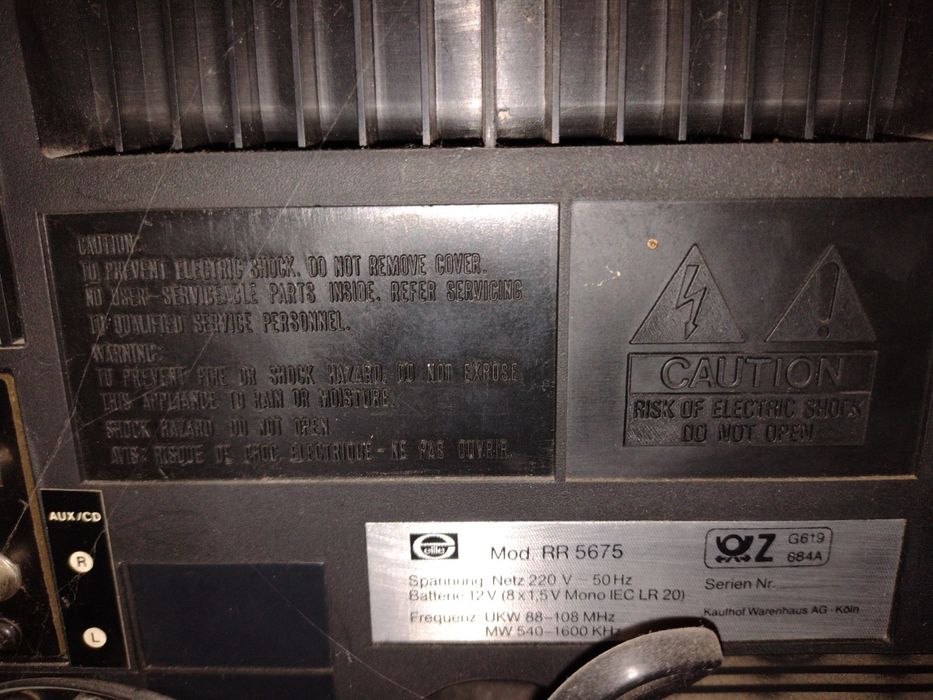 CAUTION:
TO PREVENT ELECTRIC SHOCK. DO NOT REMOVE COVER.
NO USER-SERVICEABLE PARTS INSIDE. REFER SERVICING
TO QUALIFIED SERVICE PERSONNEL.
WARNING:
TO PREVENT FIRE OR SHOCK HAZARD, DO NOT EXPOSE
THIS APPLIANCE TO RAIN OR MOISTURE.
SHOCK HAZARD DO NOT OPEN
AVIS: RISQUE DE CHOC ELECTRIQUE - NE PAS OUVRIR.
CAUTION
RISK OF ELECTRIC SHOCK
DO NOT OPEN
AUX/CD
R
L
elite
Mod. RR 5675
Spannung: Netz 220 V ~ 50 Hz
Batterie 12 V (8 x 1,5 V Mono IEC LR 20)
Frequenz: UKW 88-108 MHz
MW 540-1600 KHz
Z
G619
684A
Serien Nr.
Kaufhof Warenhaus AG · Köln